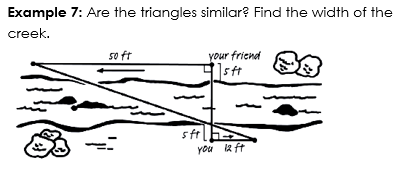 Example 7: Are the triangles similar? Find the width of the
creek.
50 ft
your friend
5 ft
5 ft
you
12 ft